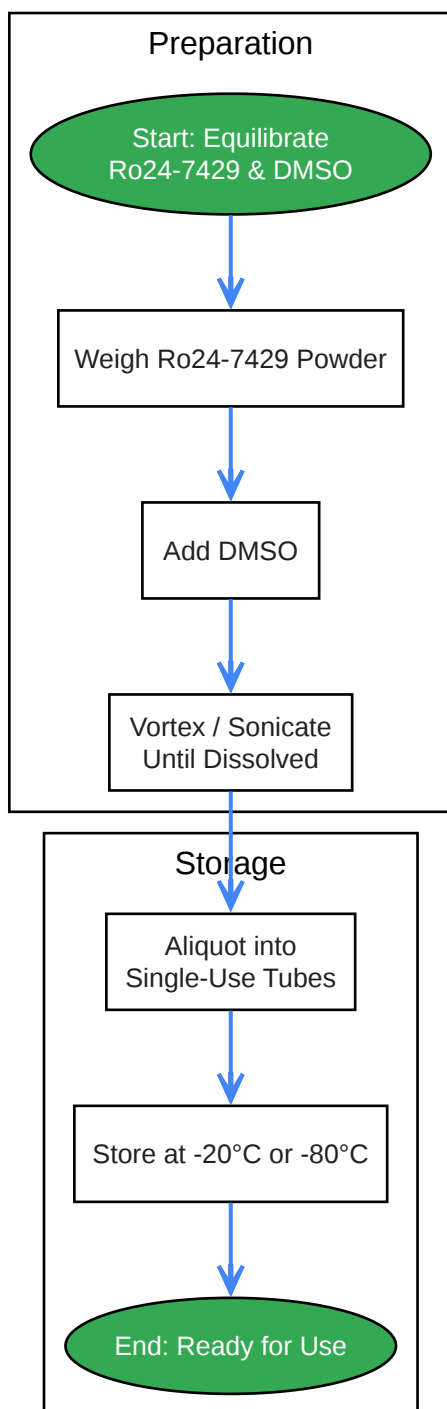 Preparation
Start: Equilibrate
Ro24-7429 & DMSO
Weigh Ro24-7429 Powder
Add DMSO
Vortex / Sonicate
Until Dissolved
Storage
Aliquot into
Single-Use Tubes
Store at -20°C or -80°C
End: Ready for Use